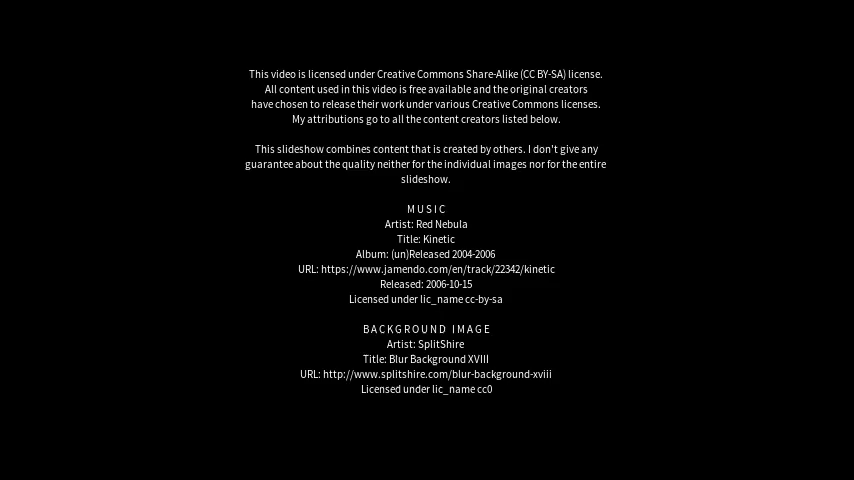 This video is licensed under Creative Commons Share-Alike (CC BY-SA) license.
All content used in this video is free available and the original creators
have chosen to release their work under various Creative Commons licenses.
My attributions go to all the content creators listed below.
This slideshow combines content that is created by others. I don't give any
guarantee about the quality neither for the individual images nor for the entire
slideshow.
MUSIC
Artist: Red Nebula
Title: Kinetic
Album: (un)Released 2004-2006
URL: https://www.jamendo.com/en/track/22342/kinetic
Released: 2006-10-15
Licensed under lic_name cc-by-sa
BACKGROUND IMAGE
Artist: SplitShire
Title: Blur Background XVIII
URL: http://www.splitshire.com/blur-background-xviii
Licensed under lic_name cc0